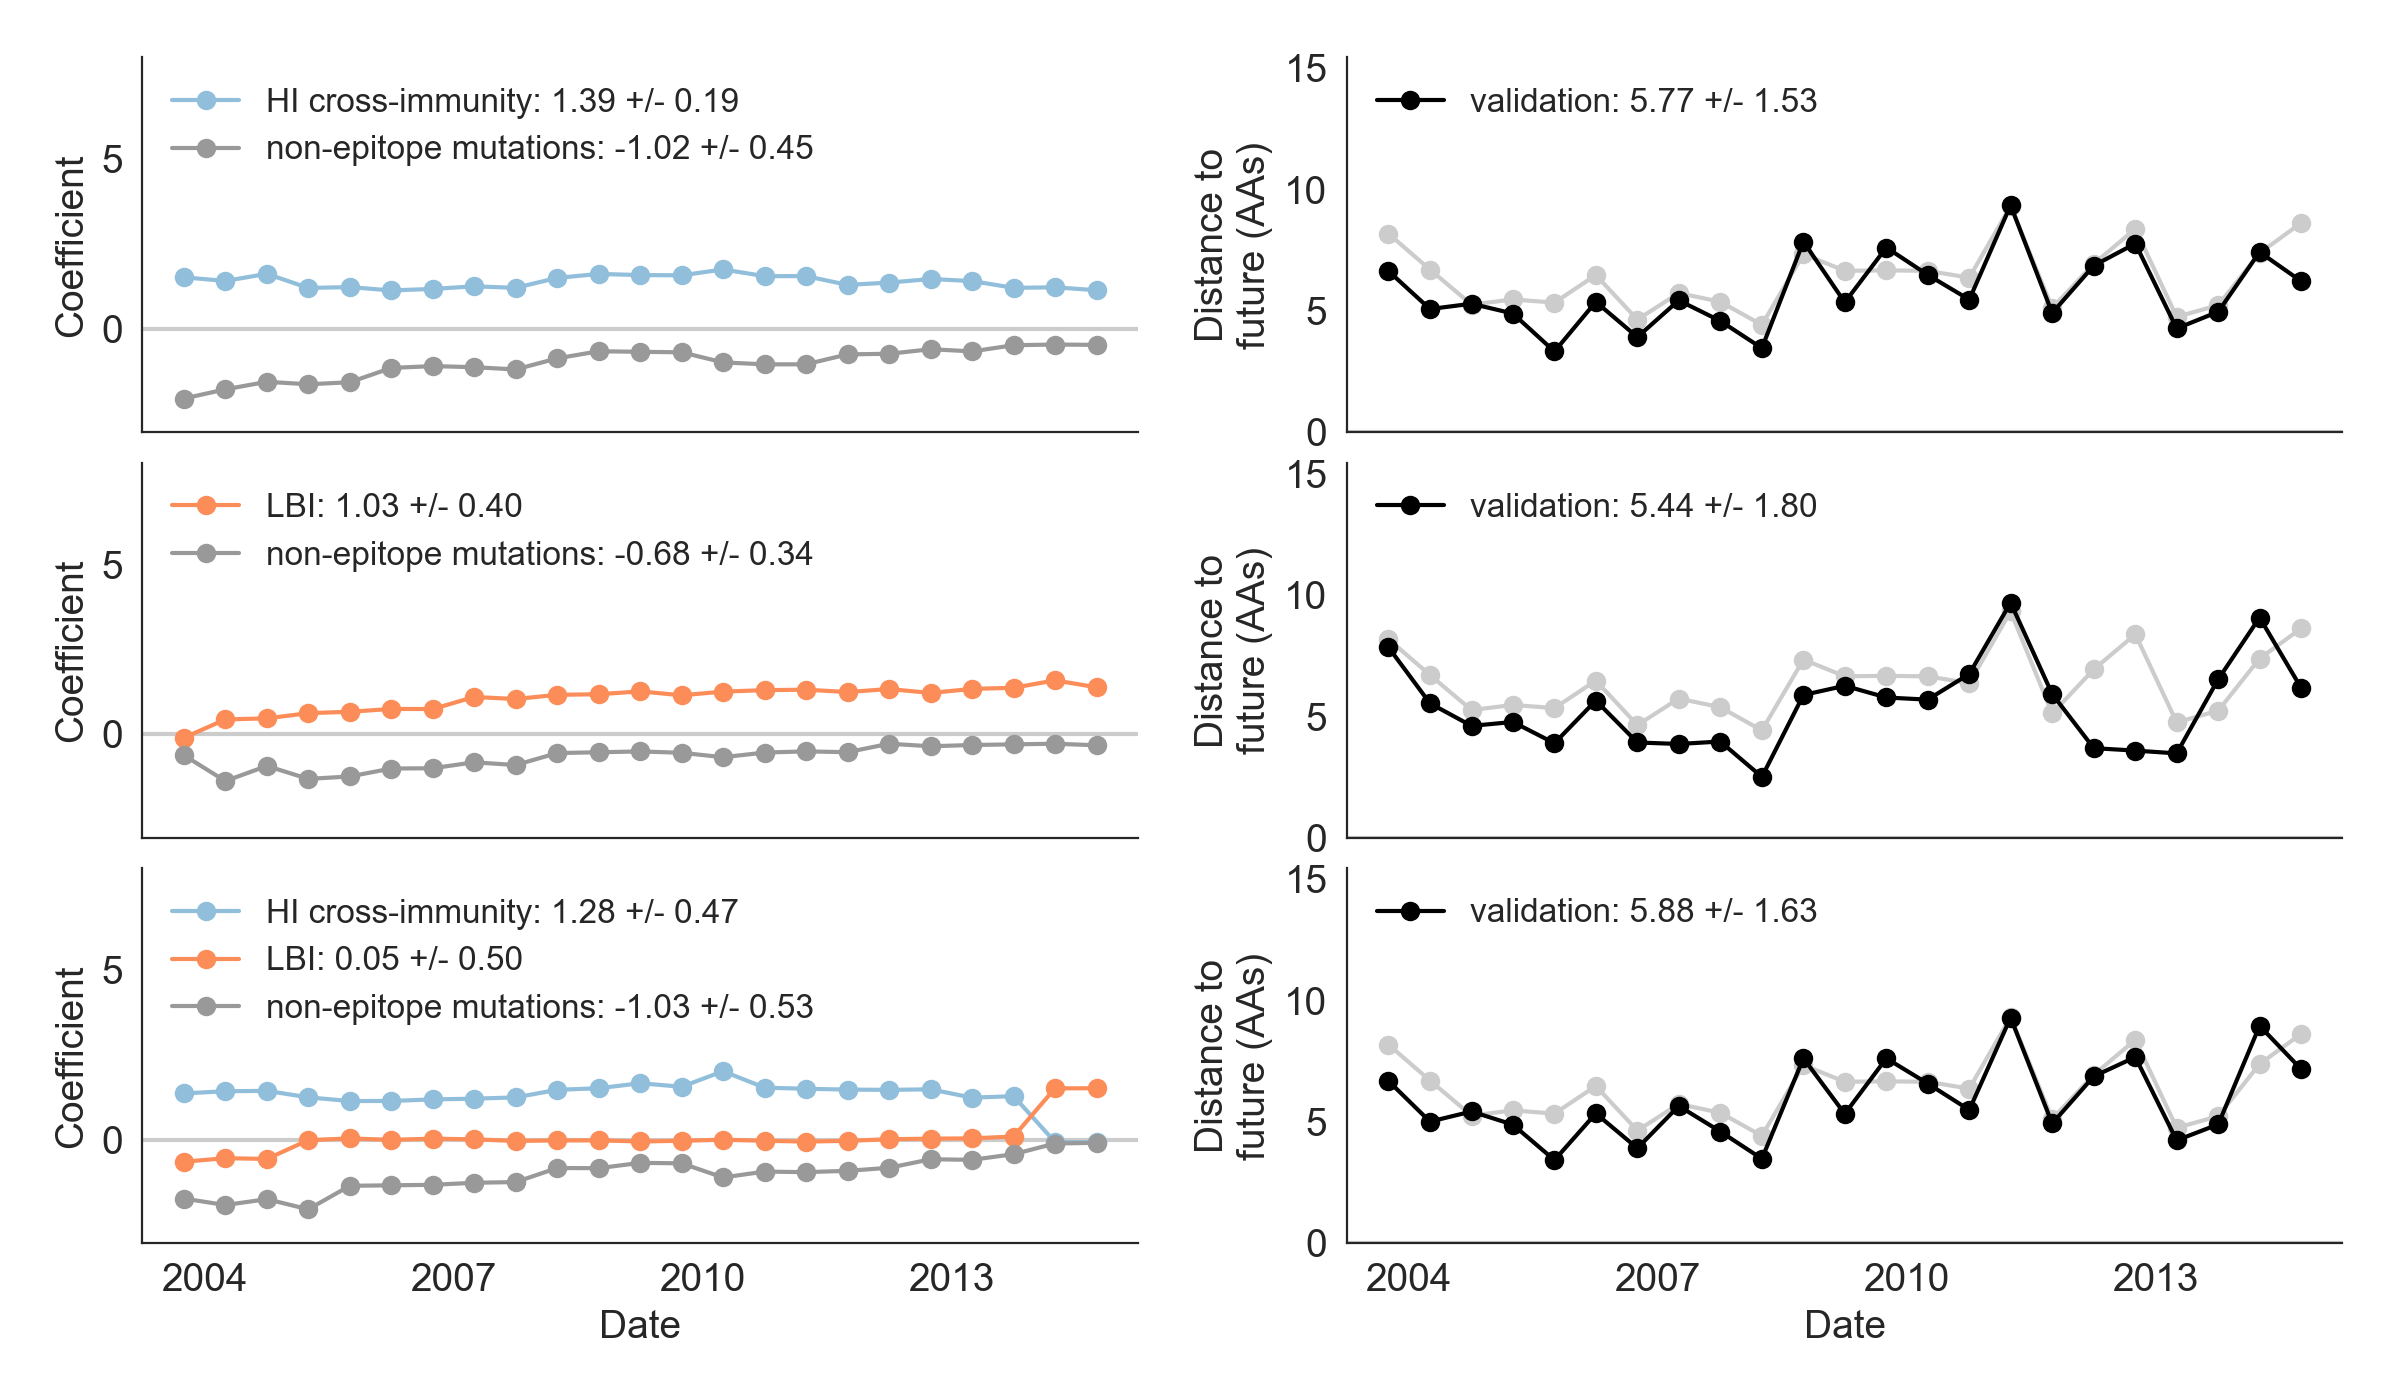 HI cross-immunity: 1.39 +/- 0.19
non-epitope mutations: -1.02 +/- 0.45
5
0
Coefficient
15
10
5
0
Distance to
future (AAs)
validation: 5.77 +/- 1.53
LBI: 1.03 +/- 0.40
non-epitope mutations: -0.68 +/- 0.34
5
0
Coefficient
15
10
5
0
Distance to
future (AAs)
validation: 5.44 +/- 1.80
HI cross-immunity: 1.28 +/- 0.47
LBI: 0.05 +/- 0.50
non-epitope mutations: -1.03 +/- 0.53
5
0
Coefficient
2004 2007 2010 2013
Date
15
10
5
0
Distance to
future (AAs)
validation: 5.88 +/- 1.63
2004 2007 2010 2013
Date